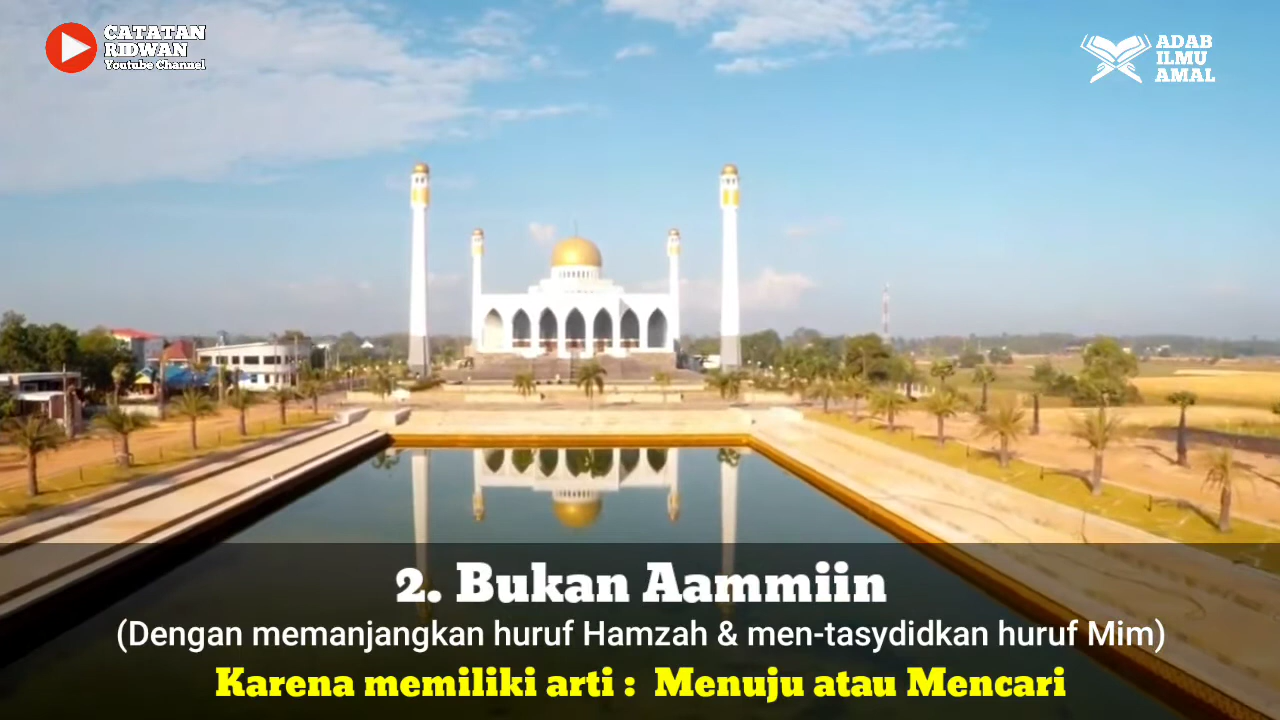 CATATAN
RIDWAN
Youtube Channel
ADAB
ILMU
AMAL
2. Bukan Aammiin
(Dengan memanjangkan huruf Hamzah & men-tasydidkan huruf Mim)
Karena memiliki arti : Menuju atau Mencari